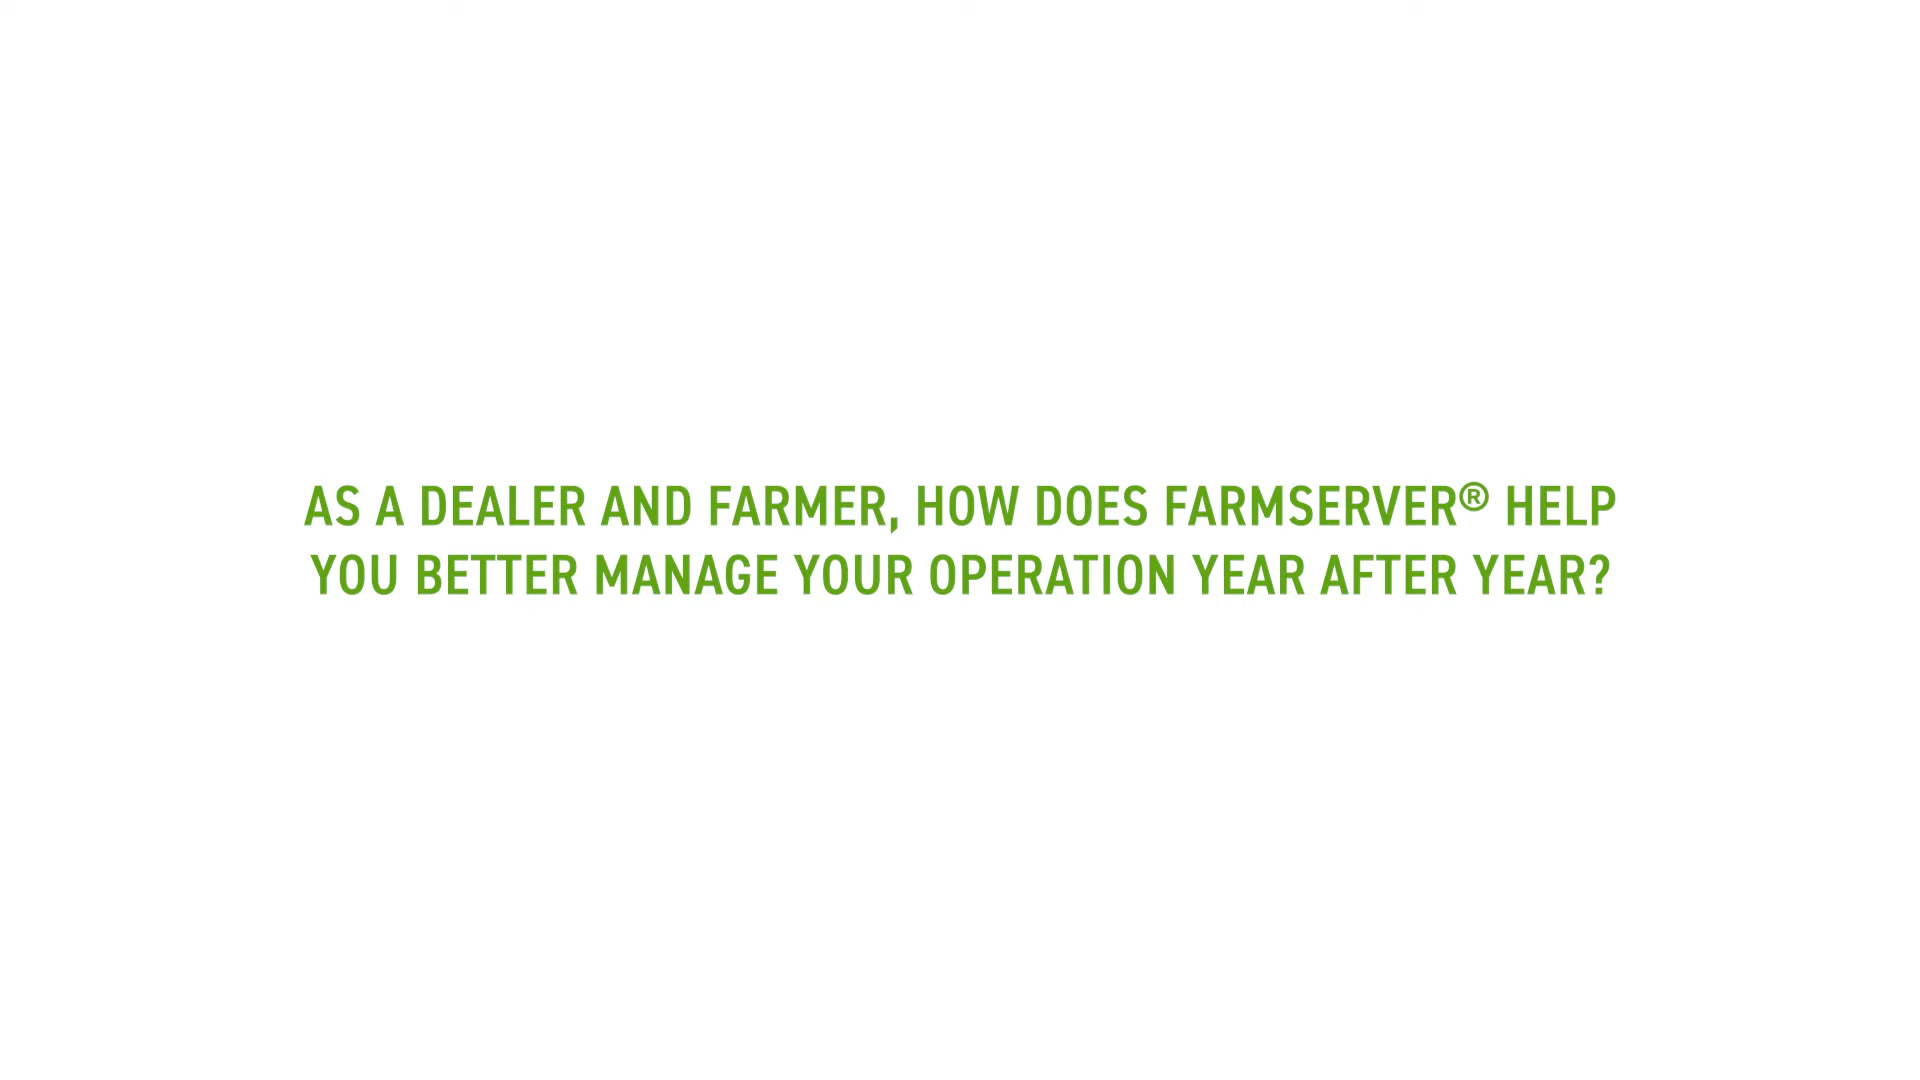 AS A DEALER AND FARMER, HOW DOES FARMSERVER® HELP
YOU BETTER MANAGE YOUR OPERATION YEAR AFTER YEAR?